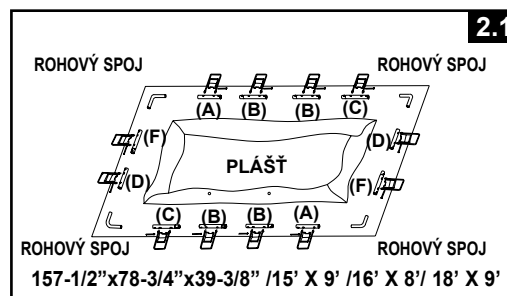 2.1
ROHOVÝ SPOJ ROHOVÝ SPOJ
(A) (B) (B) (C)
(F) (D)
PLÁŠŤ
(D) (F)
(C) (B) (B) (A)
ROHOVÝ SPOJ ROHOVÝ SPOJ
157-1/2”x78-3/4”x39-3/8” /15’ X 9’ /16’ X 8’/ 18’ X 9’